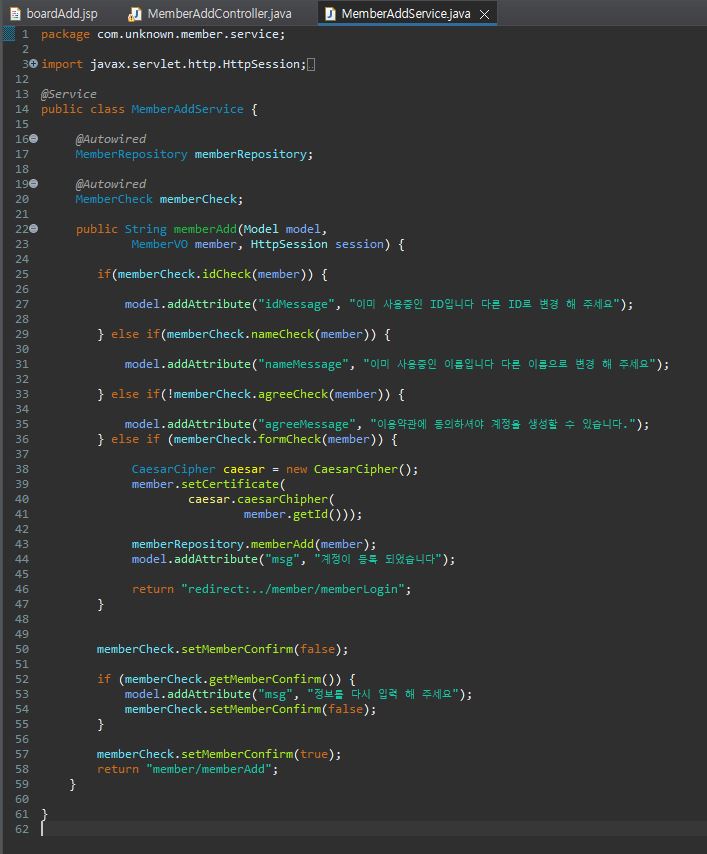 boardAdd.jsp MemberAddController.java MemberAddService.java
1 package com.unknown.member.service;
2
3 import javax.servlet.http.HttpSession;
12
13 @Service
14 public class MemberAddService {
15
16 @Autowired
17 MemberRepository memberRepository;
18
19 @Autowired
20 MemberCheck memberCheck;
21
22 public String memberAdd(Model model,
23 MemberVO member, HttpSession session) {
24
25 if(memberCheck.idCheck(member)) {
26
27 model.addAttribute("idMessage", "이미 사용중인 ID입니다 다른 ID로 변경 해 주세요");
28
29 } else if(memberCheck.nameCheck(member)) {
30
31 model.addAttribute("nameMessage", "이미 사용중인 이름입니다 다른 이름으로 변경 해 주세요");
32
33 } else if(!memberCheck.agreeCheck(member)) {
34
35 model.addAttribute("agreeMessage", "이용약관에 동의하셔야 계정을 생성할 수 있습니다.");
36 } else if (memberCheck.formCheck(member)) {
37
38 CaesarCipher caesar = new CaesarCipher();
39 member.setCertificate(
40 caesar.caesarChipher(
41 member.getId()));
42
43 memberRepository.memberAdd(member);
44 model.addAttribute("msg", "계정이 등록 되었습니다");
45
46 return "redirect:../member/memberLogin";
47 }
48
49
50 memberCheck.setMemberConfirm(false);
51
52 if (memberCheck.getMemberConfirm()) {
53 model.addAttribute("msg", "정보를 다시 입력 해 주세요");
54 memberCheck.setMemberConfirm(false);
55 }
56
57 memberCheck.setMemberConfirm(true);
58 return "member/memberAdd";
59 }
60
61 }
62